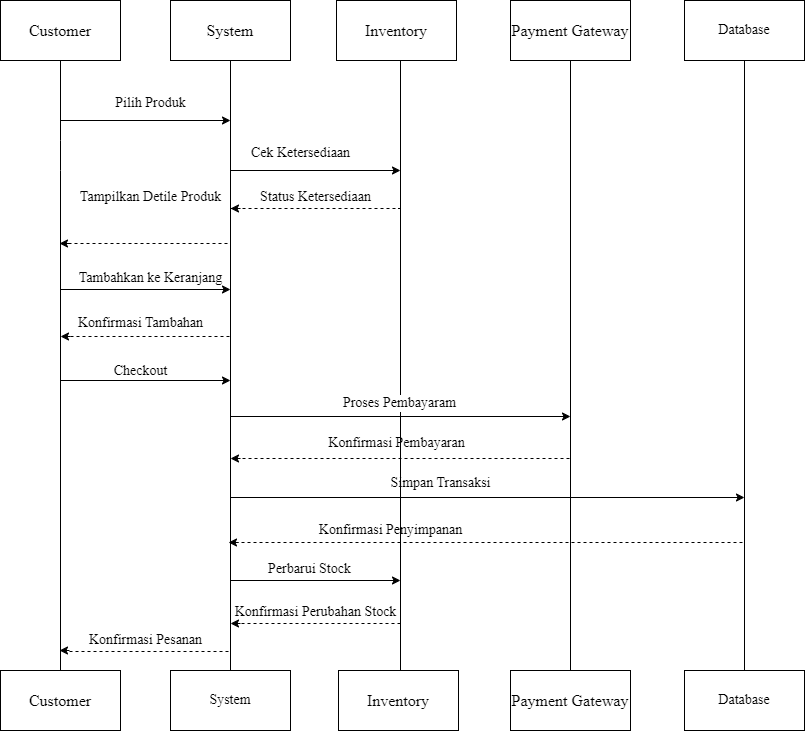 Customer
System
Inventory
Payment Gateway
Database
Pilih Produk
Cek Ketersediaan
Tampilkan Detile Produk
Status Ketersediaan
Tambahkan ke Keranjang
Konfirmasi Tambahan
Checkout
Proses Pembayaram
Konfirmasi Pembayaran
Simpan Transaksi
Konfirmasi Penyimpanan
Perbarui Stock
Konfirmasi Perubahan Stock
Konfirmasi Pesanan
Customer
System
Inventory
Payment Gateway
Database